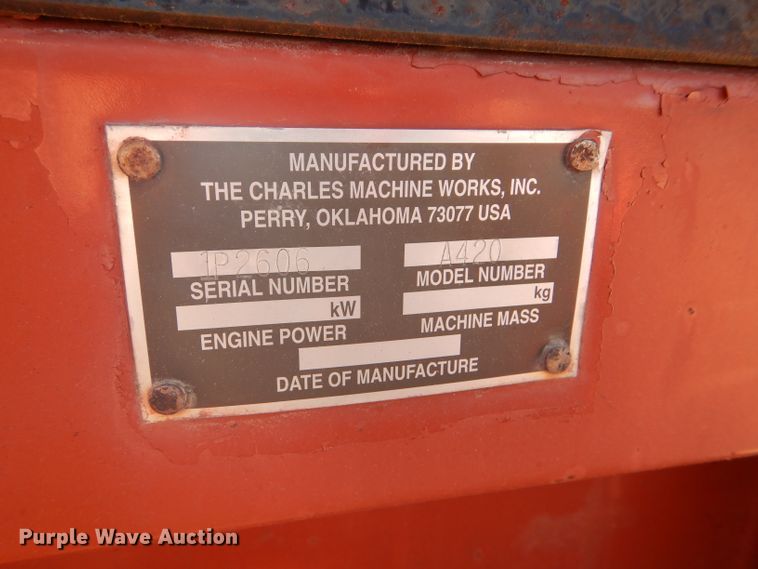 MANUFACTURED BY
THE CHARLES MACHINE WORKS, INC.
PERRY, OKLAHOMA 73077 USA
1P2606 A420
SERIAL NUMBER MODEL NUMBER
kW kg
ENGINE POWER MACHINE MASS
DATE OF MANUFACTURE
Purple Wave Auction